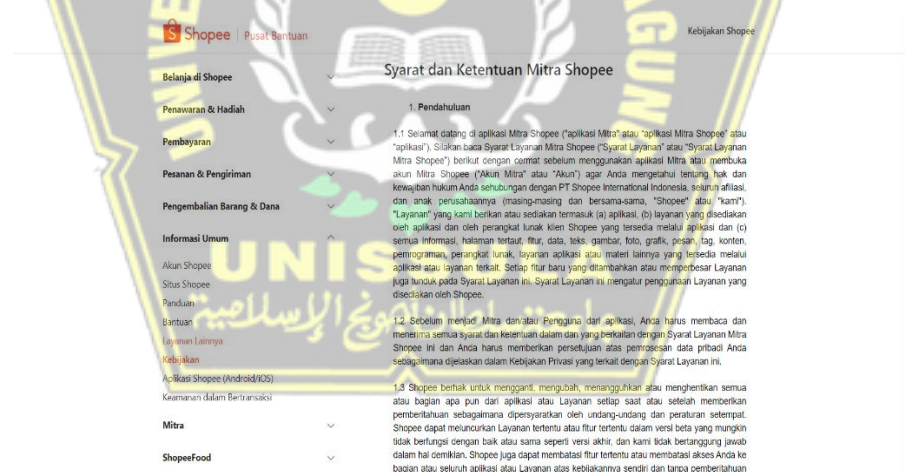 Shopee | Pusat Bantuan
Kebijakan Shopee
Belanja di Shopee
Penawaran & Hadiah
Pembayaran
Pesanan & Pengiriman
Pengembalian Barang & Dana
Informasi Umum
Akun Shopee
Situs Shopee
Panduan
Bantuan
Layanan Lainnya
Kebijakan
Aplikasi Shopee (Android/iOS)
Keamanan dalam Bertransaksi
Mitra
ShopeeFood
Syarat dan Ketentuan Mitra Shopee
1. Pendahuluan
1.1 Selamat datang di aplikasi Mitra Shopee ("aplikasi Mitra" atau "aplikasi Mitra Shopee" atau
"aplikasi"). Silakan baca Syarat Layanan Mitra Shopee ("Syarat Layanan" atau "Syarat Layanan
Mitra Shopee") berikut dengan cermat sebelum menggunakan aplikasi Mitra atau membuka
akun Mitra Shopee ("Akun Mitra" atau "Akun") agar Anda mengetahui tentang hak dan
kewajiban hukum Anda sehubungan dengan PT Shopee International Indonesia, seluruh afiliasi,
dan anak perusahaannya (masing-masing dan bersama-sama, "Shopee" atau "kami").
"Layanan" yang kami berikan atau sediakan termasuk (a) aplikasi, (b) layanan yang disediakan
oleh aplikasi dan oleh perangkat lunak klien Shopee yang tersedia melalui aplikasi dan (c)
semua informasi, halaman tertaut, fitur, data, teks, gambar, foto, grafik, pesan, tag, konten,
pemrograman, perangkat lunak, layanan aplikasi atau materi lainnya yang tersedia melalui
aplikasi atau layanan terkait. Setiap fitur baru yang ditambahkan atau memperbesar Layanan
juga tunduk pada Syarat Layanan ini. Syarat Layanan ini mengatur penggunaan Layanan yang
disediakan oleh Shopee.
1.2 Sebelum menjadi Mitra dan/atau Pengguna dari aplikasi, Anda harus membaca dan
menerima semua syarat dan ketentuan dalam dan yang berkaitan dengan Syarat Layanan Mitra
Shopee ini dan Anda harus memberikan persetujuan atas pemrosesan data pribadi Anda
sebagaimana dijelaskan dalam Kebijakan Privasi yang terkait dengan Syarat Layanan ini.
1.3 Shopee berhak untuk mengganti, mengubah, menangguhkan atau menghentikan semua
atau bagian apa pun dari aplikasi atau Layanan setiap saat atau setelah memberikan
pemberitahuan sebagaimana dipersyaratkan oleh undang-undang dan peraturan setempat.
Shopee dapat meluncurkan Layanan tertentu atau fitur tertentu dalam versi beta yang mungkin
tidak berfungsi dengan baik atau sama seperti versi akhir, dan kami tidak bertanggung jawab
dalam hal demikian. Shopee juga dapat membatasi fitur tertentu atau membatasi akses Anda ke
bagian atau seluruh aplikasi atau Layanan atas kebijakannya sendiri dan tanpa pemberitahuan
UNISSULA